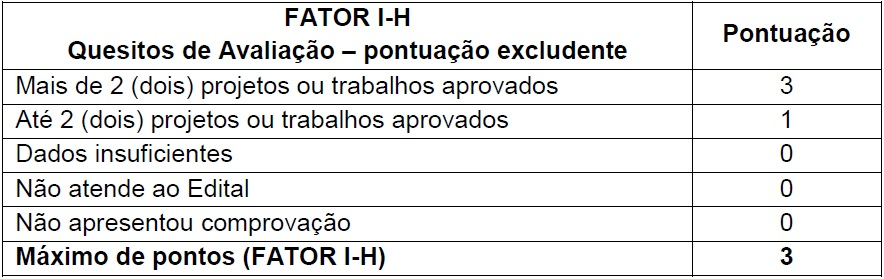 FATOR I-H
Quesitos de Avaliação – pontuação excludente
Pontuação
Mais de 2 (dois) projetos ou trabalhos aprovados 3
Até 2 (dois) projetos ou trabalhos aprovados 1
Dados insuficientes 0
Não atende ao Edital 0
Não apresentou comprovação 0
Máximo de pontos (FATOR I-H) 3